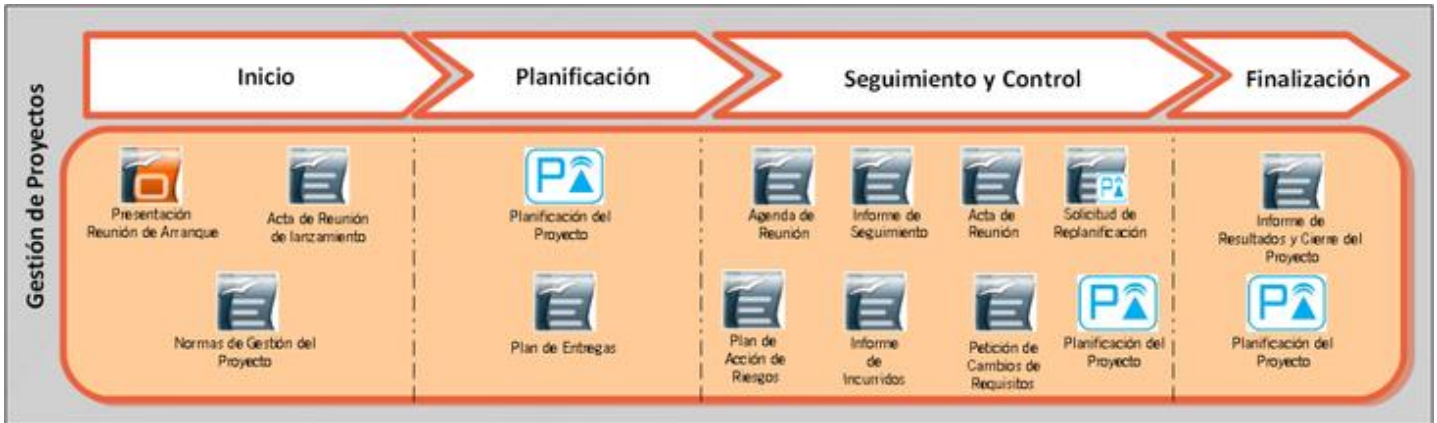 Gestión de Proyectos
Inicio
Planificación
Seguimiento y Control
Finalización
Presentación
Reunión de Arranque
Acta de Reunión
de lanzamiento
Normas de Gestión del
Proyecto
Planificación del
Proyecto
Plan de Entregas
Agenda de
Reunión
Informe de
Seguimiento
Acta de
Reunión
Solicitud de
Replanificación
Plan de
Acción de
Riesgos
Informe
de
Incurridos
Petición de
Cambios de
Requisitos
Planificación del
Proyecto
Informe de
Resultados y Cierre del
Proyecto
Planificación del
Proyecto